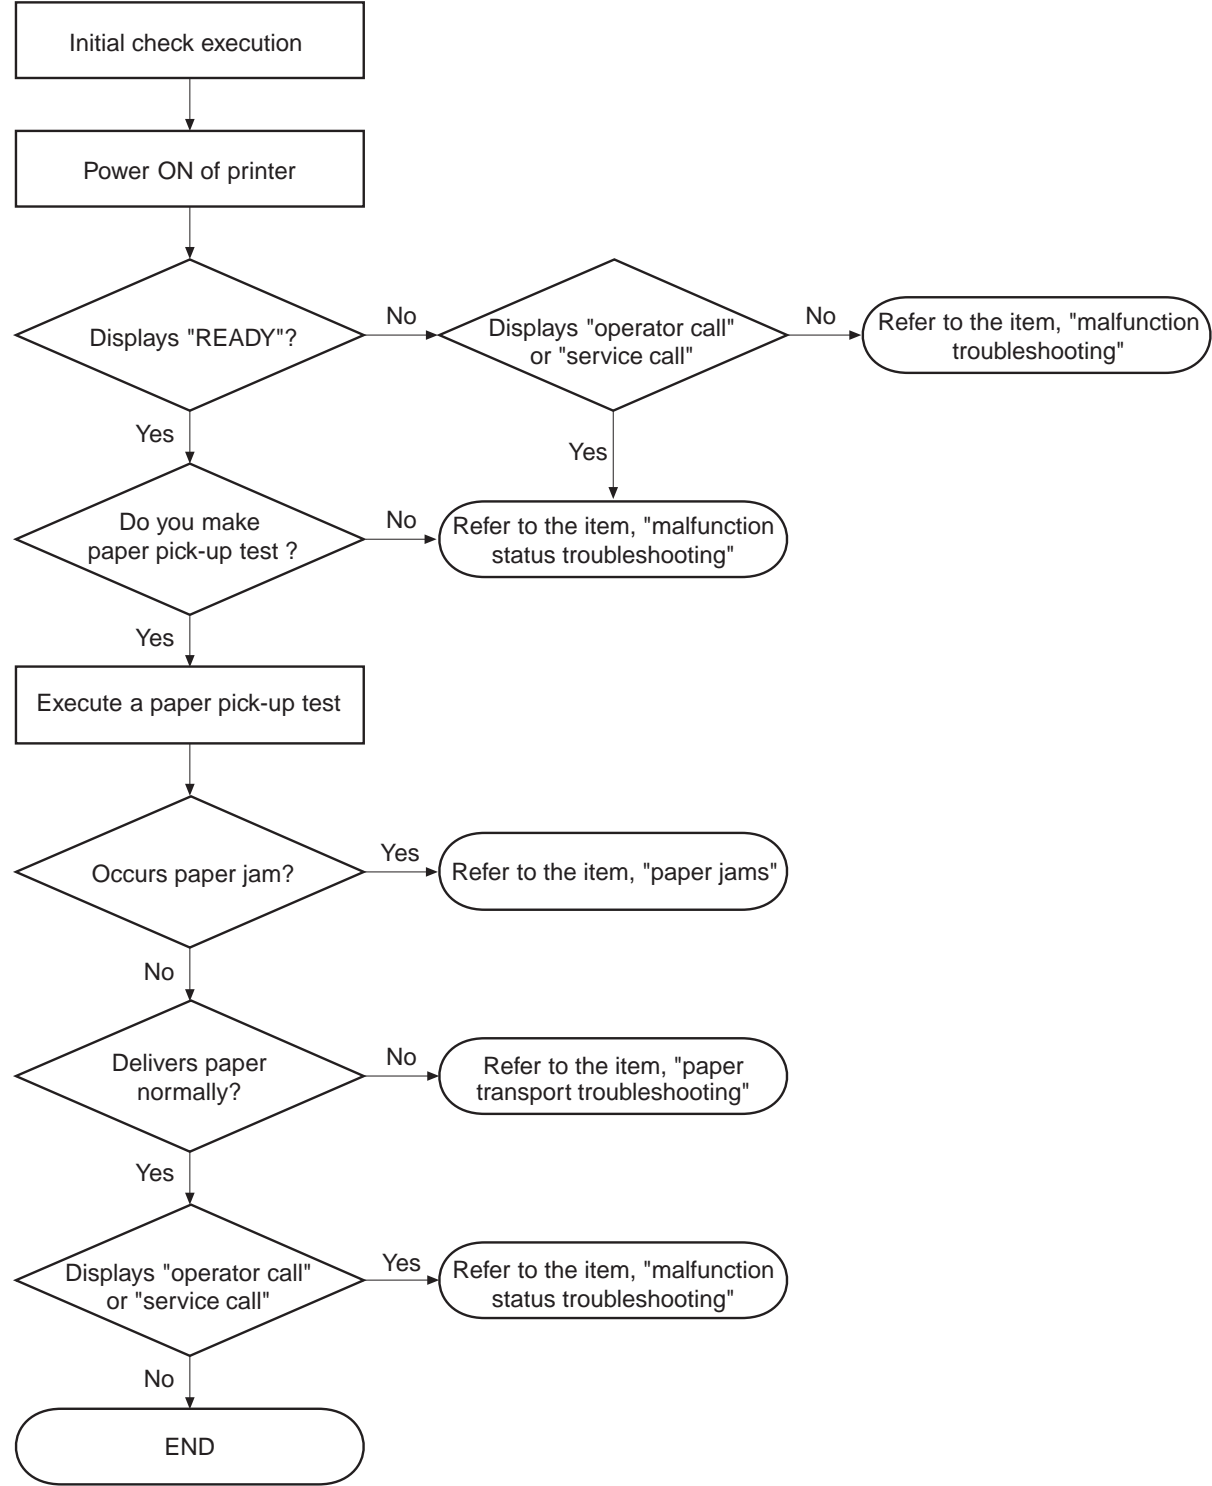 Initial check execution
Power ON of printer
Displays "READY"?
No
Displays "operator call"
or "service call"
No
Refer to the item, "malfunction
troubleshooting"
Yes
Yes
Do you make
paper pick-up test ?
No
Refer to the item, "malfunction
status troubleshooting"
Yes
Execute a paper pick-up test
Occurs paper jam?
Yes
Refer to the item, "paper jams"
No
Delivers paper
normally?
No
Refer to the item, "paper
transport troubleshooting"
Yes
Displays "operator call"
or "service call"
Yes
Refer to the item, "malfunction
status troubleshooting"
No
END